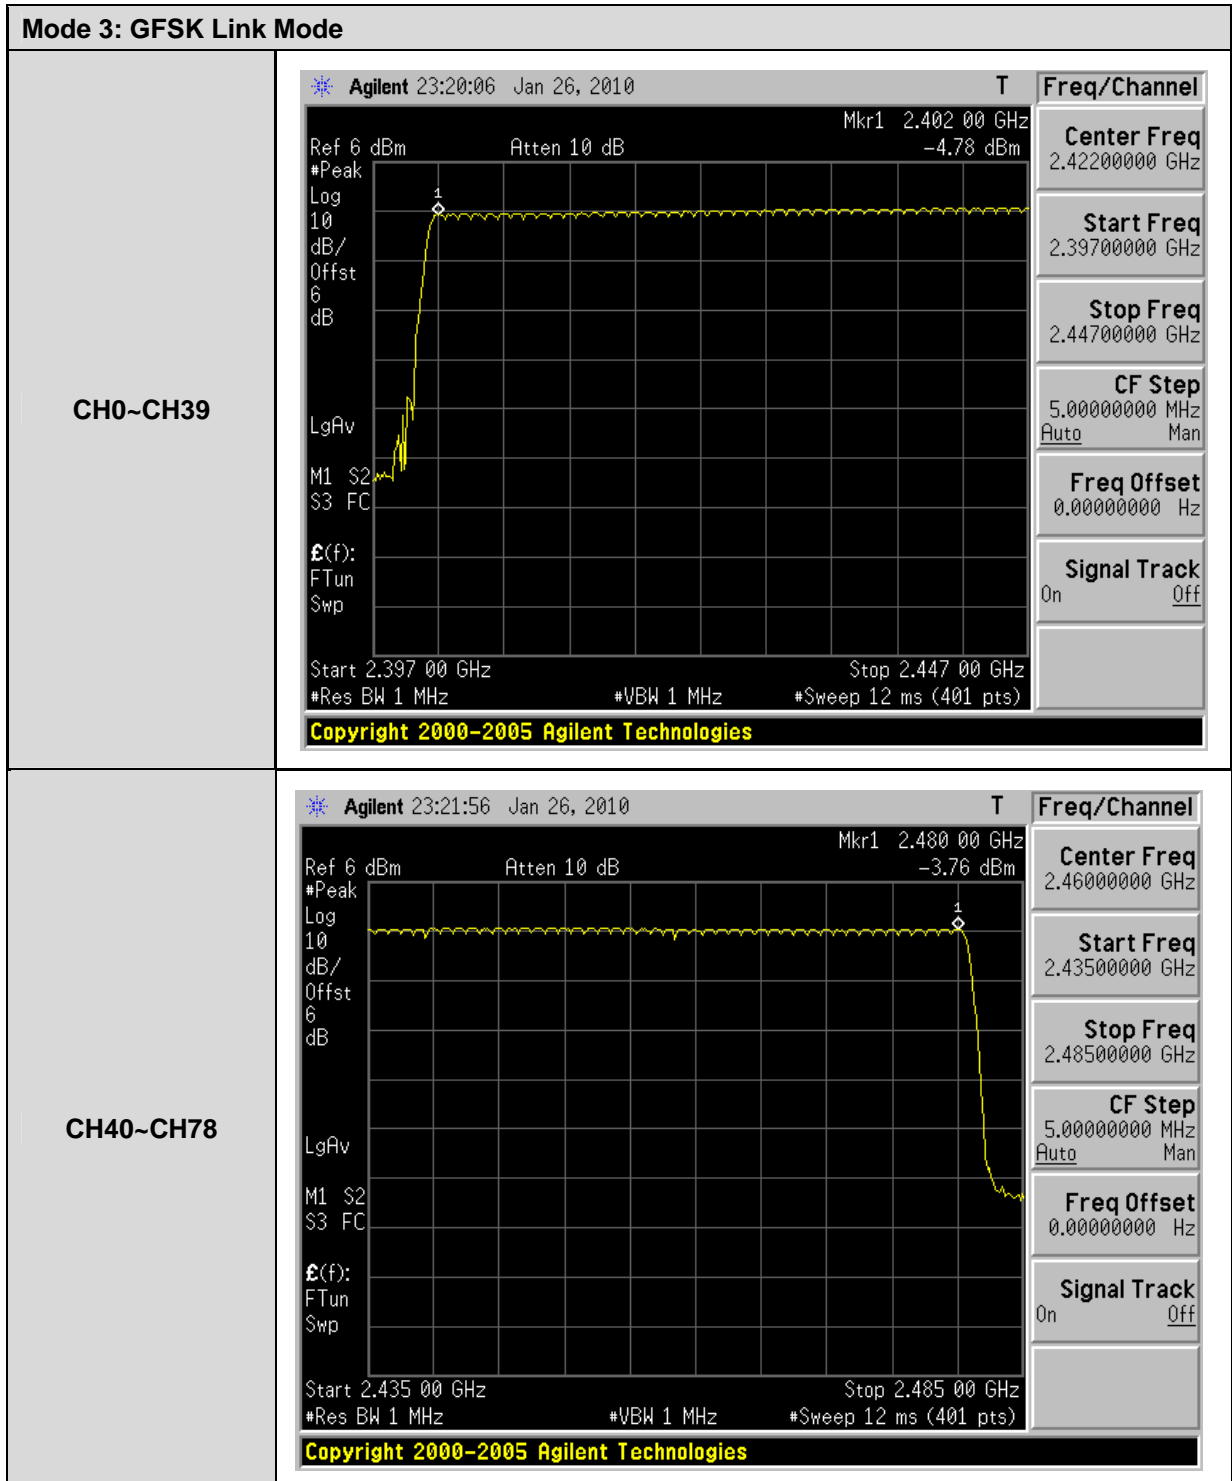 Mode 3: GFSK Link Mode
CH0~CH39
Agilent 23:20:06 Jan 26, 2010 T
Mkr1 2.402 00 GHz
Ref 6 dBm Atten 10 dB -4.78 dBm
#Peak
Log
10
dB/
Offst
6
dB
LgAv
M1 S2
S3 FC
£(f):
FTun
Swp
1
Start 2.397 00 GHz Stop 2.447 00 GHz
#Res BW 1 MHz #VBW 1 MHz #Sweep 12 ms (401 pts)
Copyright 2000-2005 Agilent Technologies
Freq/Channel
Center Freq
2.42200000 GHz
Start Freq
2.39700000 GHz
Stop Freq
2.44700000 GHz
CF Step
5.00000000 MHz
Auto Man
Freq Offset
0.00000000 Hz
Signal Track
On Off
CH40~CH78
Agilent 23:21:56 Jan 26, 2010 T
Mkr1 2.480 00 GHz
Ref 6 dBm Atten 10 dB -3.76 dBm
#Peak
Log
10
dB/
Offst
6
dB
LgAv
M1 S2
S3 FC
£(f):
FTun
Swp
1
Start 2.435 00 GHz Stop 2.485 00 GHz
#Res BW 1 MHz #VBW 1 MHz #Sweep 12 ms (401 pts)
Copyright 2000-2005 Agilent Technologies
Freq/Channel
Center Freq
2.46000000 GHz
Start Freq
2.43500000 GHz
Stop Freq
2.48500000 GHz
CF Step
5.00000000 MHz
Auto Man
Freq Offset
0.00000000 Hz
Signal Track
On Off